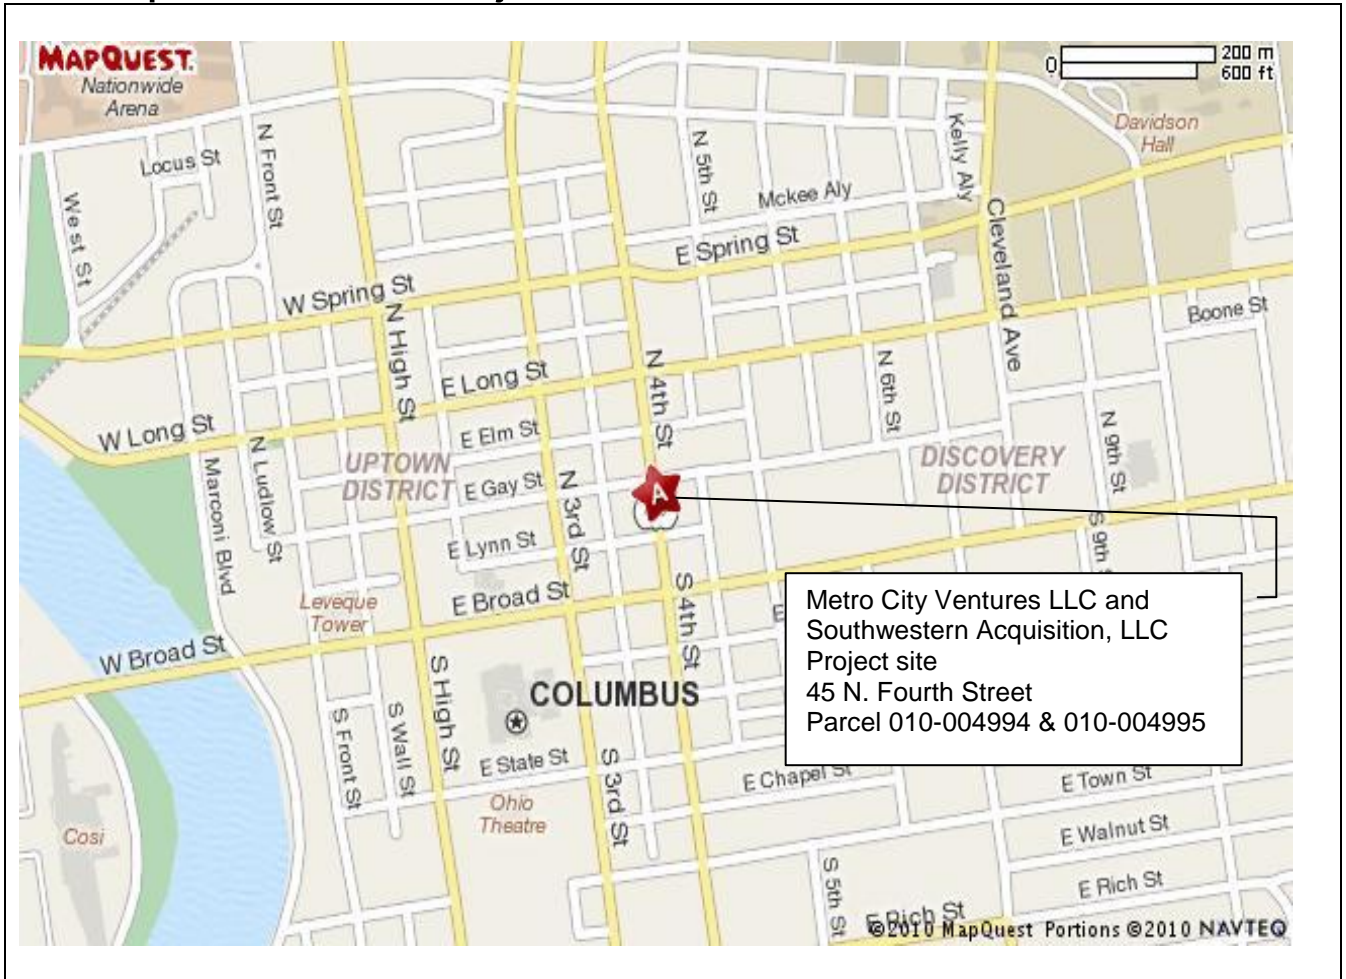 MAPQUEST.
Nationwide
Arena
0
200 m
600 ft
Davidson
Hall
Locus St
N Front St
West St
N 5th St
Kelly Aly
Mckee Aly
Cleveland Ave
E Spring St
W Spring St
N High St
Boone St
E Long St
N 4th St
N 6th St
W Long St
E Elm St
N Ludlow St
UPTOWN
DISTRICT
DISCOVERY
DISTRICT
N 9th St
Marconi Blvd
E Gay St
N 3rd St
A
S 9th
E Lynn St
Leveque
Tower
E Broad St
S 4th St
E
W Broad St
Metro City Ventures LLC and
Southwestern Acquisition, LLC
Project site
45 N. Fourth Street
Parcel 010-004994 & 010-004995
COLUMBUS
S High St
S Front St
S Wall St
E State St
S 3rd St
E Chapel St
E Town St
Ohio
Theatre
Cosi
E Walnut St
S 5th St
E Rich St
E Rich St
©2010 MapQuest Portions ©2010 NAVTEQ